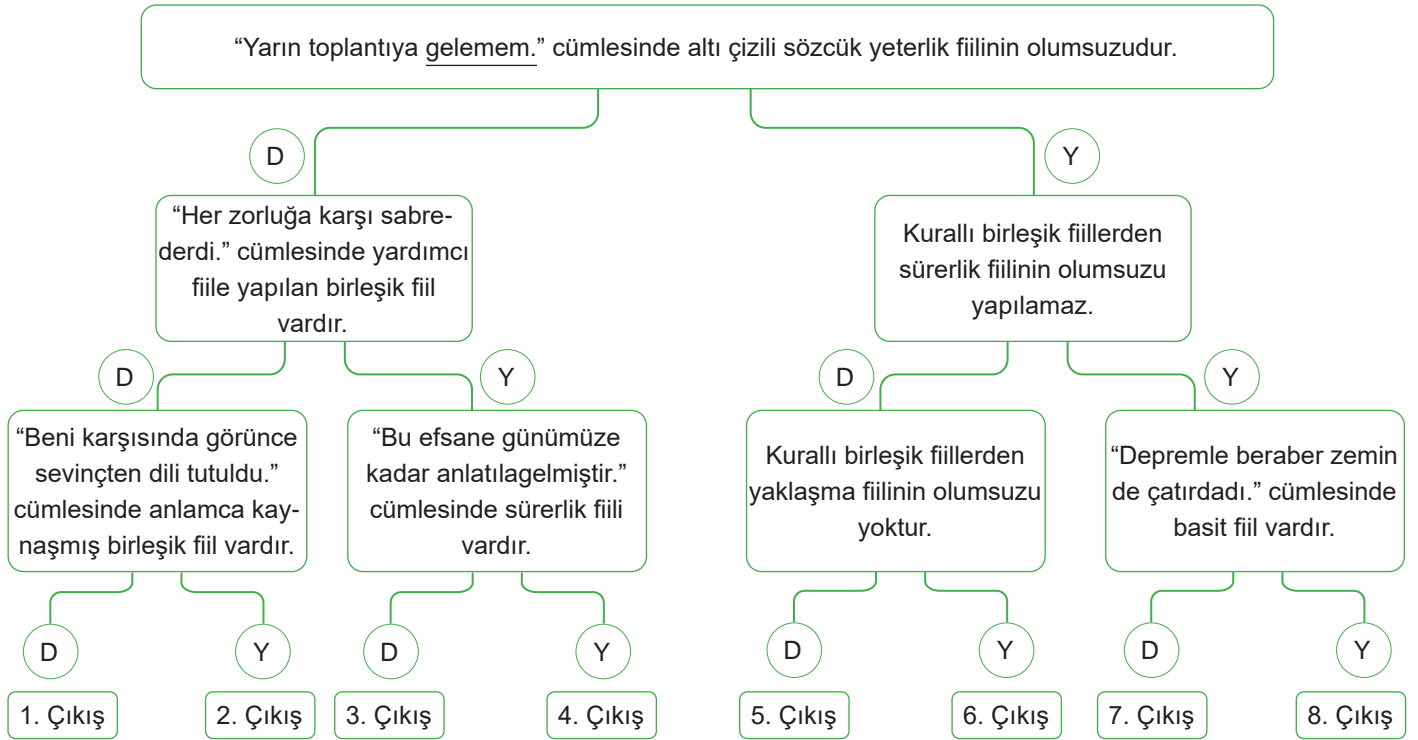 “Yarın toplantıya gelemem.” cümlesinde altı çizili sözcük yeterlik fiilinin olumsuzudur.
D
Y
“Her zorluğa karşı sabre-
derdi.” cümlesinde yardımcı
fiile yapılan birleşik fiil
vardır.
Kurallı birleşik fiillerden
sürerlik fiilinin olumsuzu
yapılamaz.
D
Y
D
Y
“Beni karşısında görünce
sevinçten dili tutuldu.”
cümlesinde anlamca kay-
naşmış birleşik fiil vardır.
“Bu efsane günümüze
kadar anlatılagelmiştir.”
cümlesinde sürerlik fiili
vardır.
Kurallı birleşik fiillerden
yaklaşma fiilinin olumsuzu
yoktur.
“Depremle beraber zemin
de çatırdadı.” cümlesinde
basit fiil vardır.
D
Y
D
Y
D
Y
D
Y
1. Çıkış
2. Çıkış
3. Çıkış
4. Çıkış
5. Çıkış
6. Çıkış
7. Çıkış
8. Çıkış